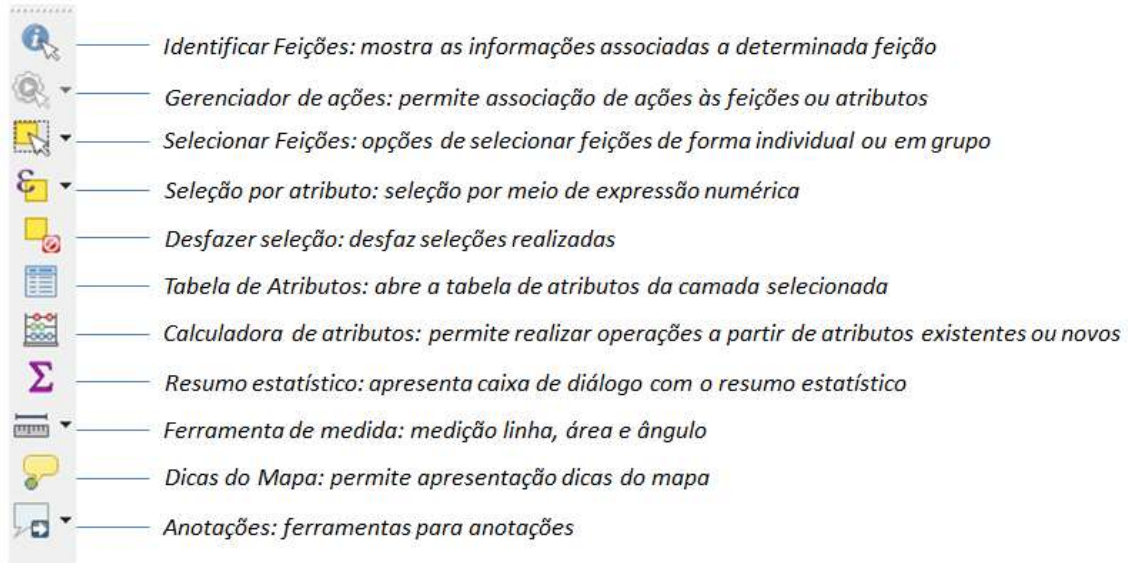 Identificar Feições: mostra as informações associadas a determinada feição
Gerenciador de ações: permite associação de ações às feições ou atributos
Selecionar Feições: opções de selecionar feições de forma individual ou em grupo
Seleção por atributo: seleção por meio de expressão numérica
Desfazer seleção: desfaz seleções realizadas
Tabela de Atributos: abre a tabela de atributos da camada selecionada
Calculadora de atributos: permite realizar operações a partir de atributos existentes ou novos
Resumo estatístico: apresenta caixa de diálogo com o resumo estatístico
Ferramenta de medida: medição linha, área e ângulo
Dicas do Mapa: permite apresentação dicas do mapa
Anotações: ferramentas para anotações